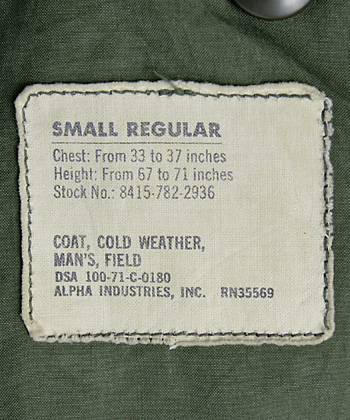 SMALL REGULAR
Chest: From 33 to 37 inches
Height: From 67 to 71 inches
Stock No.: 8415-782-2936
COAT, COLD WEATHER,
MAN'S, FIELD
DSA 100-71-C-0180
ALPHA INDUSTRIES, INC. RN35569